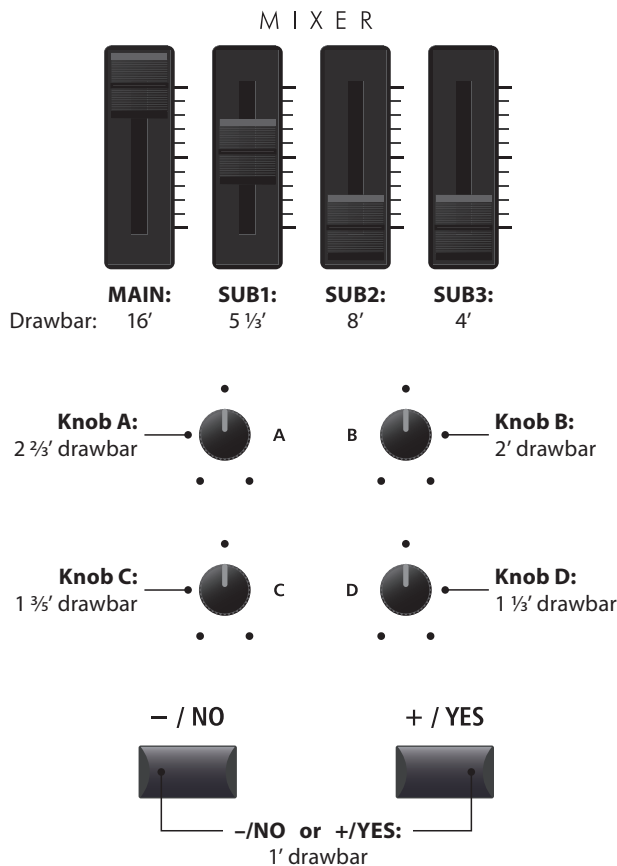 MIXER
MAIN: SUB1: SUB2: SUB3:
Drawbar: 16′ 5 ⅓′ 8′ 4′
Knob A:
2 ⅔′ drawbar
A
B
Knob B:
2′ drawbar
Knob C:
1 ⅗′ drawbar
C
D
Knob D:
1 ⅓′ drawbar
− / NO
+ / YES
–/NO or +/YES:
1′ drawbar